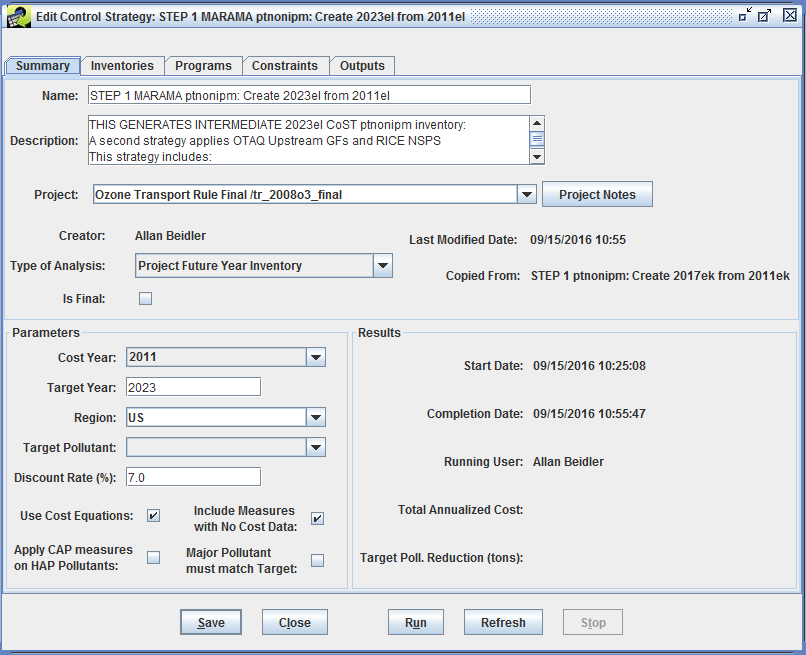 Edit Control Strategy: STEP 1 MARAMA ptnonipm: Create 2023el from 2011el
Summary Inventories Programs Constraints Outputs
Name: STEP 1 MARAMA ptnonipm: Create 2023el from 2011el
Description: THIS GENERATES INTERMEDIATE 2023el CoST ptnonipm inventory:
A second strategy applies OTAQ Upstream GFs and RICE NSPS
This strategy includes:
Project: Ozone Transport Rule Final /tr_2008o3_final Project Notes
Creator: Allan Beidler
Last Modified Date: 09/15/2016 10:55
Type of Analysis: Project Future Year Inventory
Copied From: STEP 1 ptnonipm: Create 2017ek from 2011ek
Is Final:
Parameters
Cost Year: 2011
Target Year: 2023
Region: US
Target Pollutant:
Discount Rate (%): 7.0
Use Cost Equations:
Include Measures
with No Cost Data:
Apply CAP measures
on HAP Pollutants:
Major Pollutant
must match Target:
Results
Start Date: 09/15/2016 10:25:08
Completion Date: 09/15/2016 10:55:47
Running User: Allan Beidler
Total Annualized Cost:
Target Poll. Reduction (tons):
Save Close Run Refresh Stop